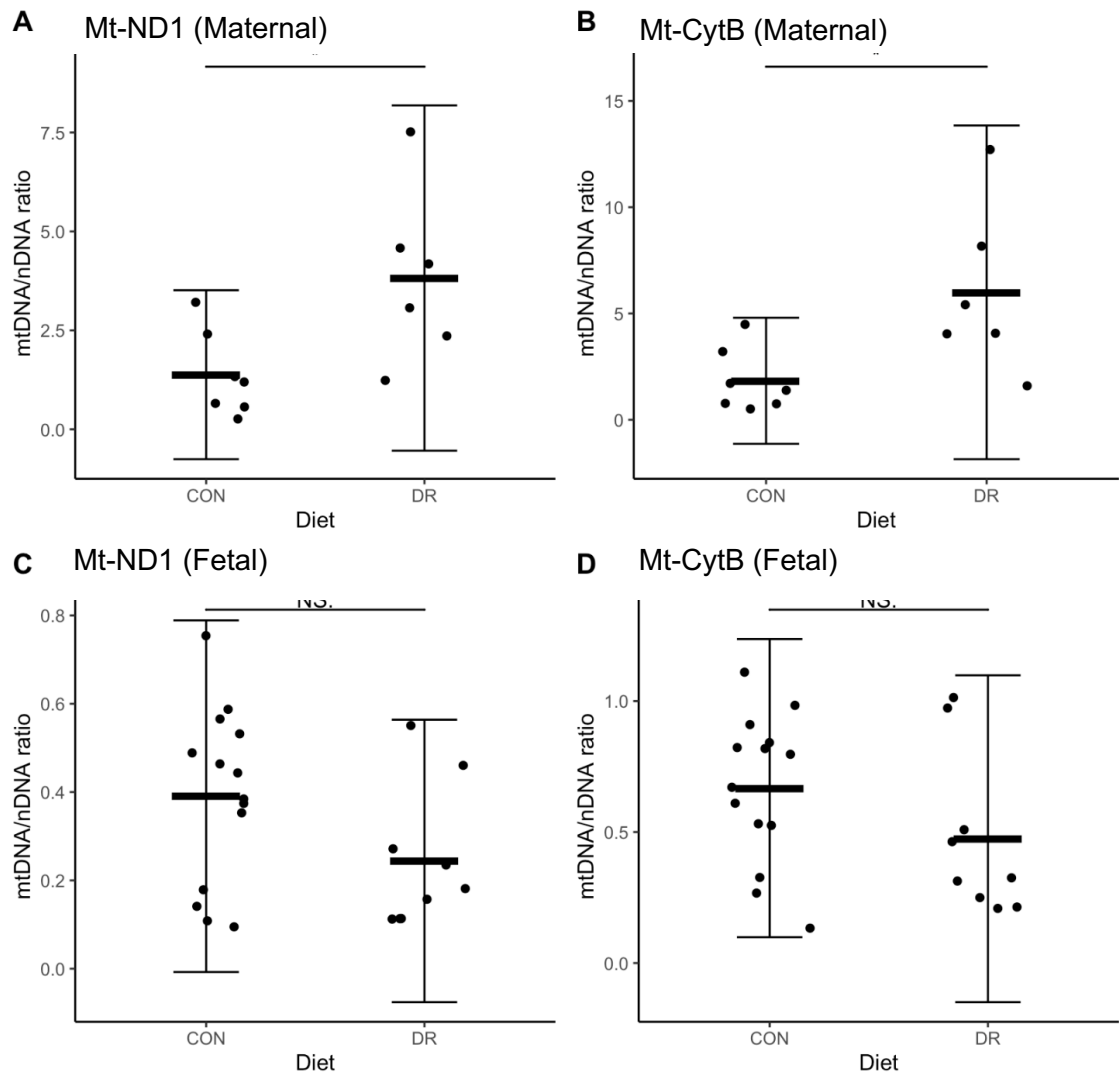 A Mt-ND1 (Maternal)
mtDNA/nDNA ratio
7.5
5.0
2.5
0.0
CON DR
Diet
B Mt-CytB (Maternal)
mtDNA/nDNA ratio
15
10
5
0
CON DR
Diet
C Mt-ND1 (Fetal)
NS.
mtDNA/nDNA ratio
0.8
0.6
0.4
0.2
0.0
CON DR
Diet
D Mt-CytB (Fetal)
NS.
mtDNA/nDNA ratio
1.0
0.5
0.0
CON DR
Diet